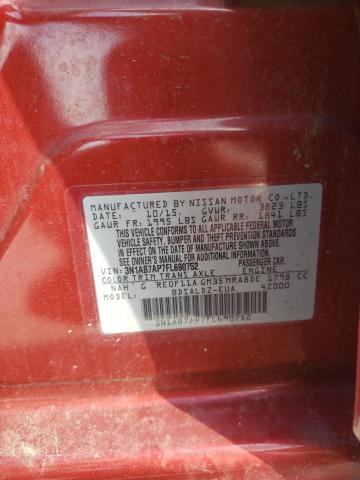 MANUFACTURED BY NISSAN MOTOR CO.,LTD.
DATE: 10/15. GVWR: 3623 LBS
GAWR FR: 1995 LBS GAWR RR: 1841 LBS
THIS VEHICLE CONFORMS TO ALL APPLICABLE FEDERAL MOTOR
VEHICLE SAFETY, BUMPER AND THEFT PREVENTION
STANDARDS IN EFFECT ON THE DATE OF MANUFACTURE
SHOWN ABOVE.PASSENGER CAR
SEE OWNER'S MANUAL FOR ADDITIONAL INFORMATION.
VIN: 3N1AB7AP7FL690752
COLOR TRIM TRANS AXLE ENGINE
NAH G RE0F11A GM35 MRA8DE 1798 CC
BDSALDZ-EUA 42000
3N1AB7AP7FL690752